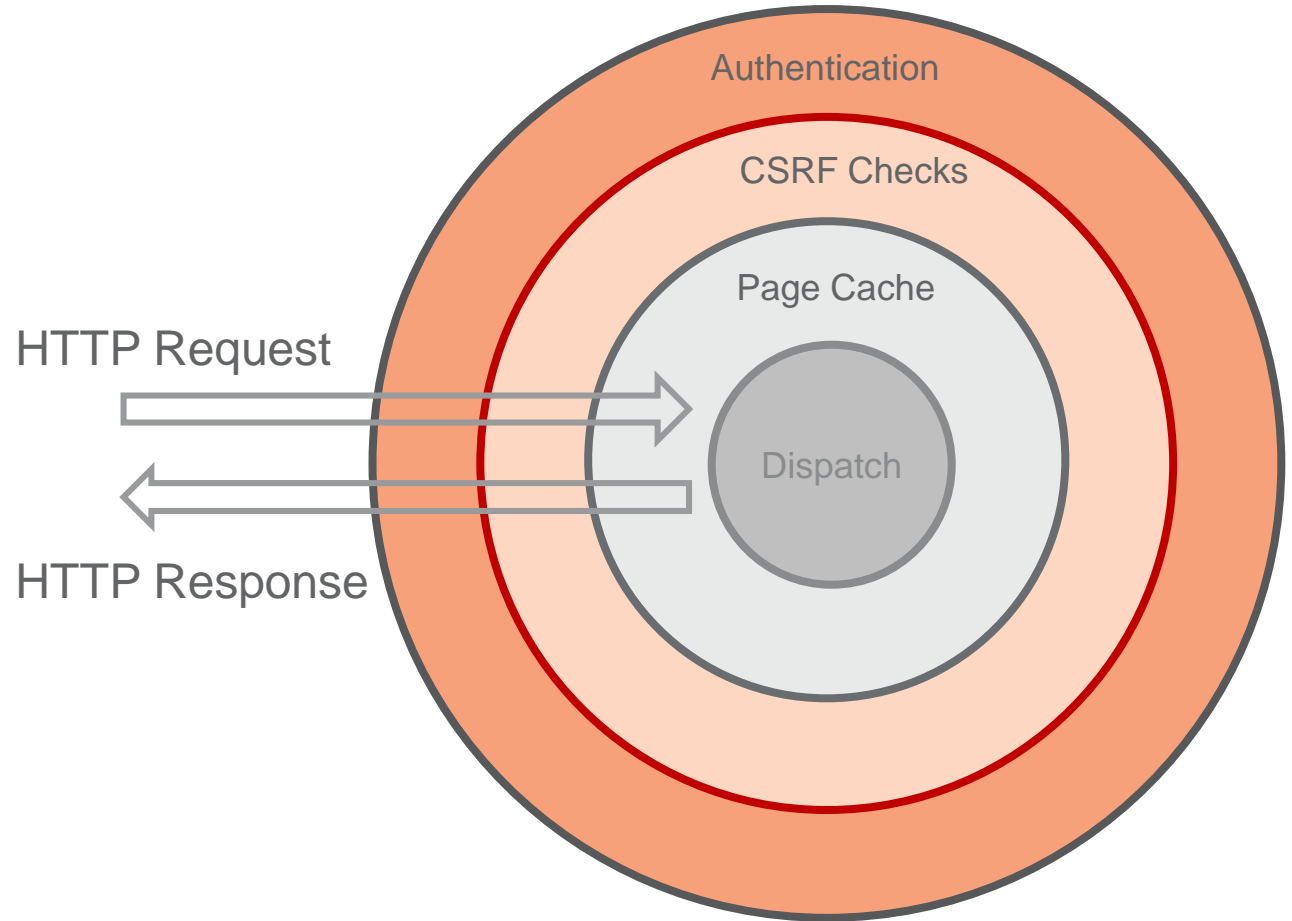 Authentication
CSRF Checks
Page Cache
HTTP Request
Dispatch
HTTP Response